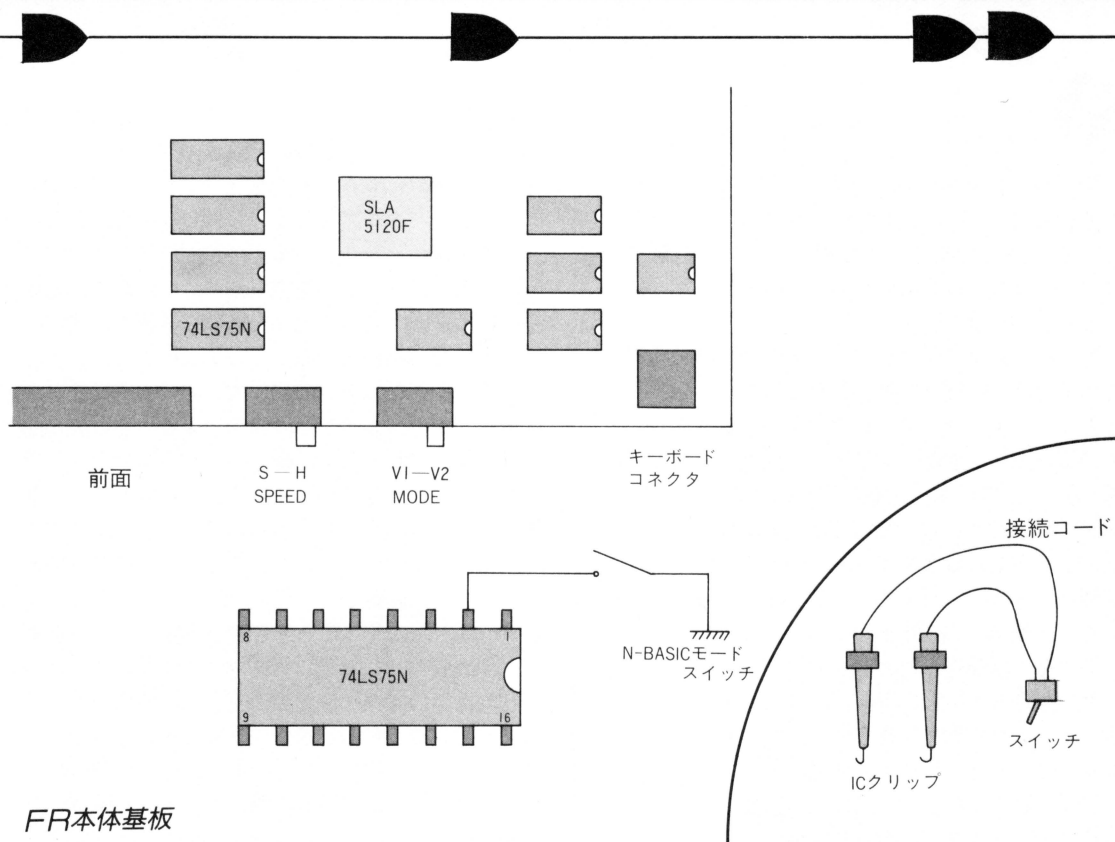 SLA
5120F
74LS75N
前面
S—H
SPEED
V1—V2
MODE
キーボード
コネクタ
接続コード
8
1
74LS75N
9
16
N-BASICモード
スイッチ
スイッチ
ICクリップ
FR本体基板